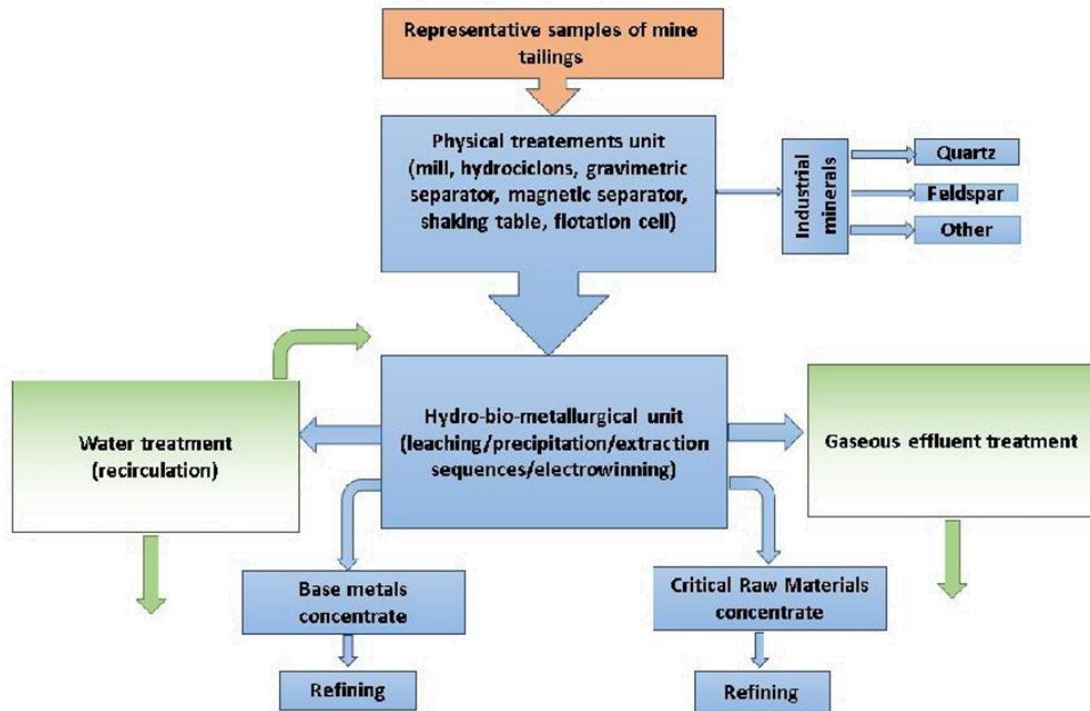 Representative samples of mine
tailings
Physical treatements unit
(mill, hydrociclons, gravimetric
separator, magnetic separator,
shaking table, flotation cell)
Industrial
minerals
Quartz
Feldspar
Other
Water treatment
(recirculation)
Hydro-bio-metallurgical unit
(leaching/precipitation/extraction
sequences/electrowinning)
Gaseous effluent treatment
Base metals
concentrate
Critical Raw Materials
concentrate
Refining
Refining